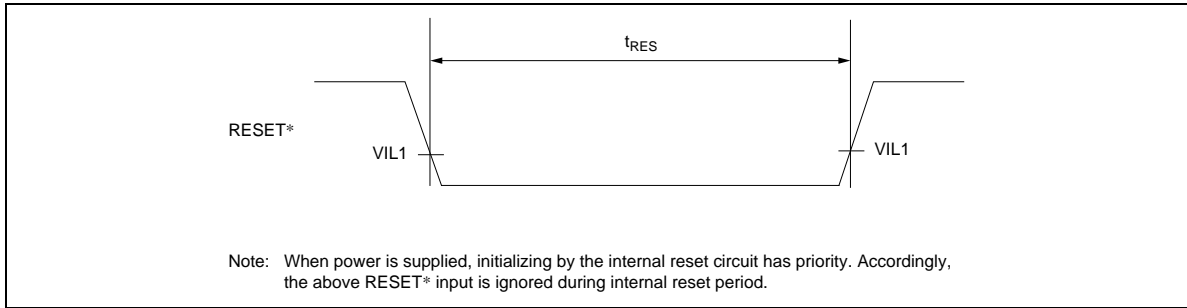 tRES
RESET*
VIL1
VIL1
Note: When power is supplied, initializing by the internal reset circuit has priority. Accordingly,
the above RESET* input is ignored during internal reset period.